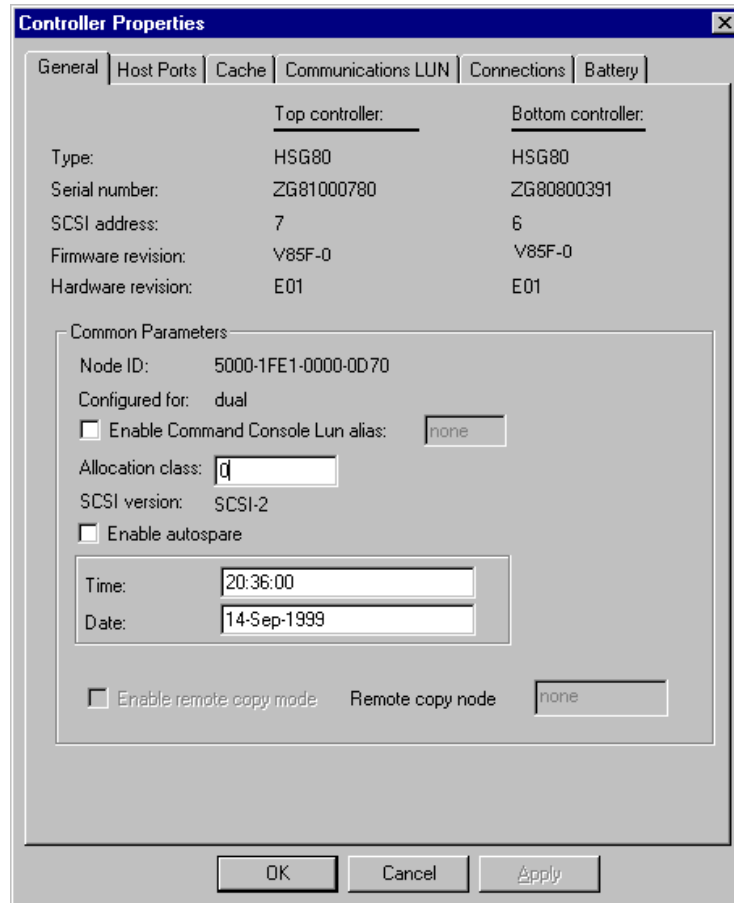 Controller Properties
General Host Ports Cache Communications LUN Connections Battery
Top controller: Bottom controller:
Type: HSG80 HSG80
Serial number: ZG81000780 ZG80800391
SCSI address: 7 6
Firmware revision: V85F-0 V85F-0
Hardware revision: E01 E01
Common Parameters
Node ID: 5000-1FE1-0000-0D70
Configured for: dual
Enable Command Console Lun alias: none
Allocation class: 0
SCSI version: SCSI-2
Enable autospare
Time: 20:36:00
Date: 14-Sep-1999
Enable remote copy mode Remote copy node none
OK Cancel Apply